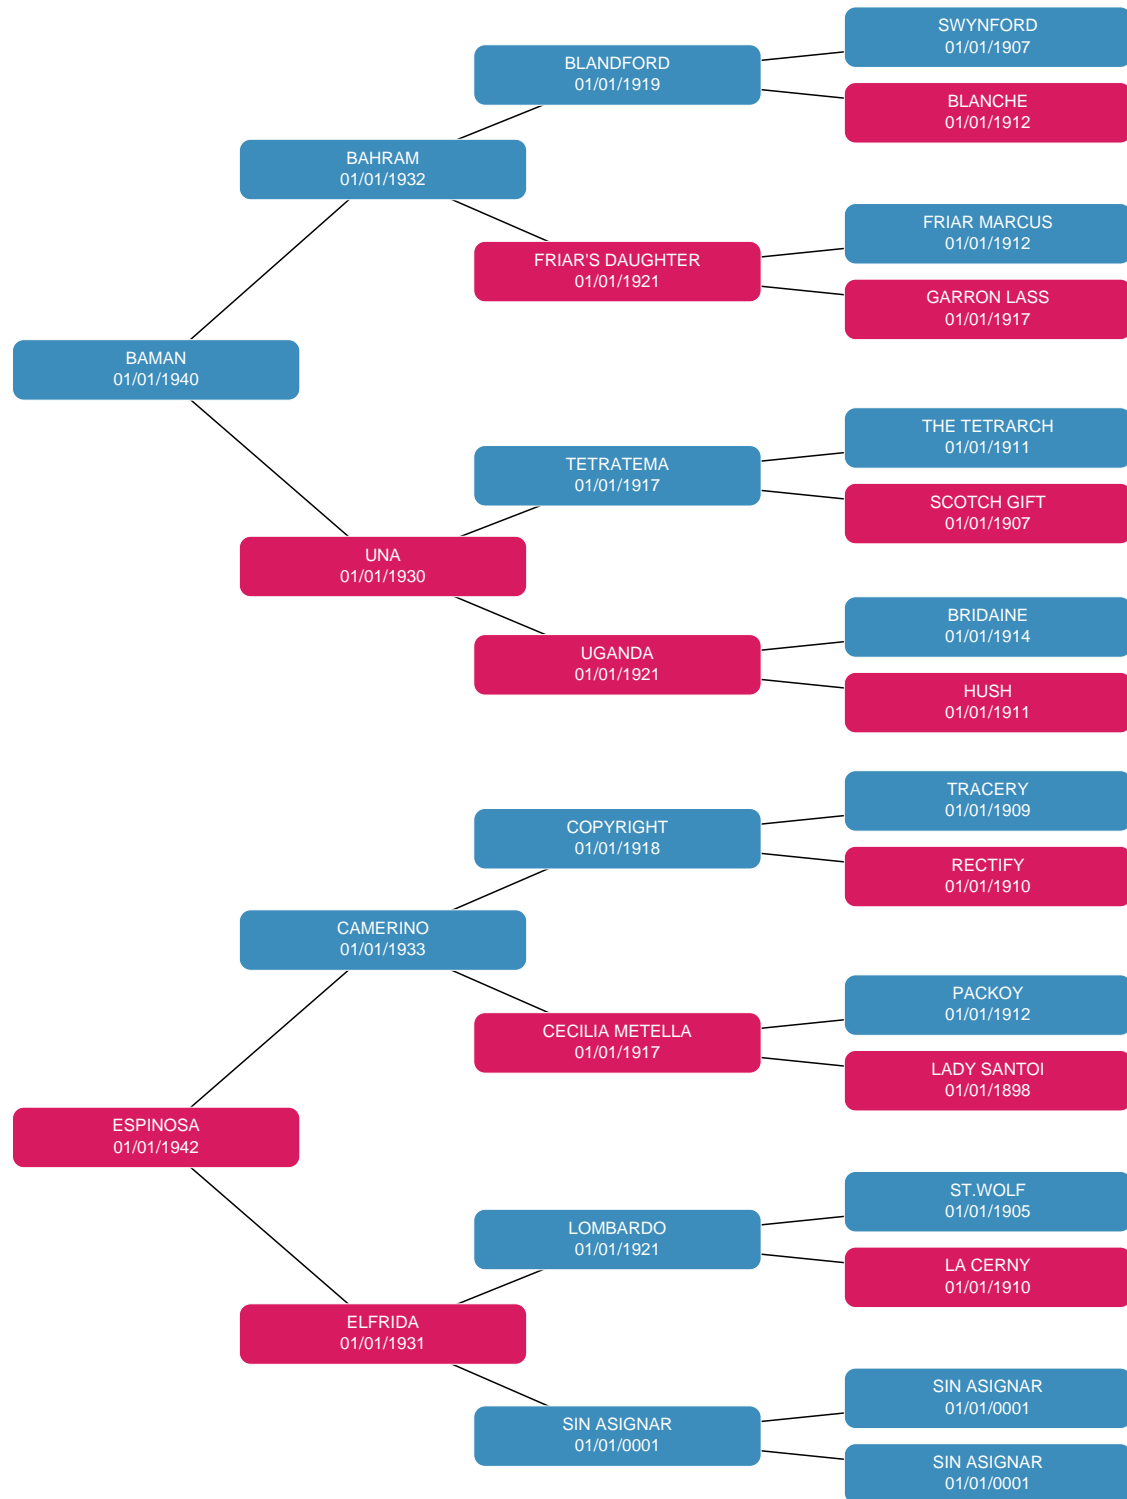 SWYNFORD
01/01/1907
BLANDFORD
01/01/1919
BLANCHE
01/01/1912
BAHRAM
01/01/1932
FRIAR MARCUS
01/01/1912
FRIAR'S DAUGHTER
01/01/1921
GARRON LASS
01/01/1917
BAMAN
01/01/1940
THE TETRARCH
01/01/1911
TETRATEMA
01/01/1917
SCOTCH GIFT
01/01/1907
UNA
01/01/1930
BRIDAINE
01/01/1914
UGANDA
01/01/1921
HUSH
01/01/1911
TRACERY
01/01/1909
COPYRIGHT
01/01/1918
RECTIFY
01/01/1910
CAMERINO
01/01/1933
PACKOY
01/01/1912
CECILIA METELLA
01/01/1917
LADY SANTOI
01/01/1898
ESPINOSA
01/01/1942
ST.WOLF
01/01/1905
LOMBARDO
01/01/1921
LA CERNY
01/01/1910
ELFRIDA
01/01/1931
SIN ASIGNAR
01/01/0001
SIN ASIGNAR
01/01/0001
SIN ASIGNAR
01/01/0001